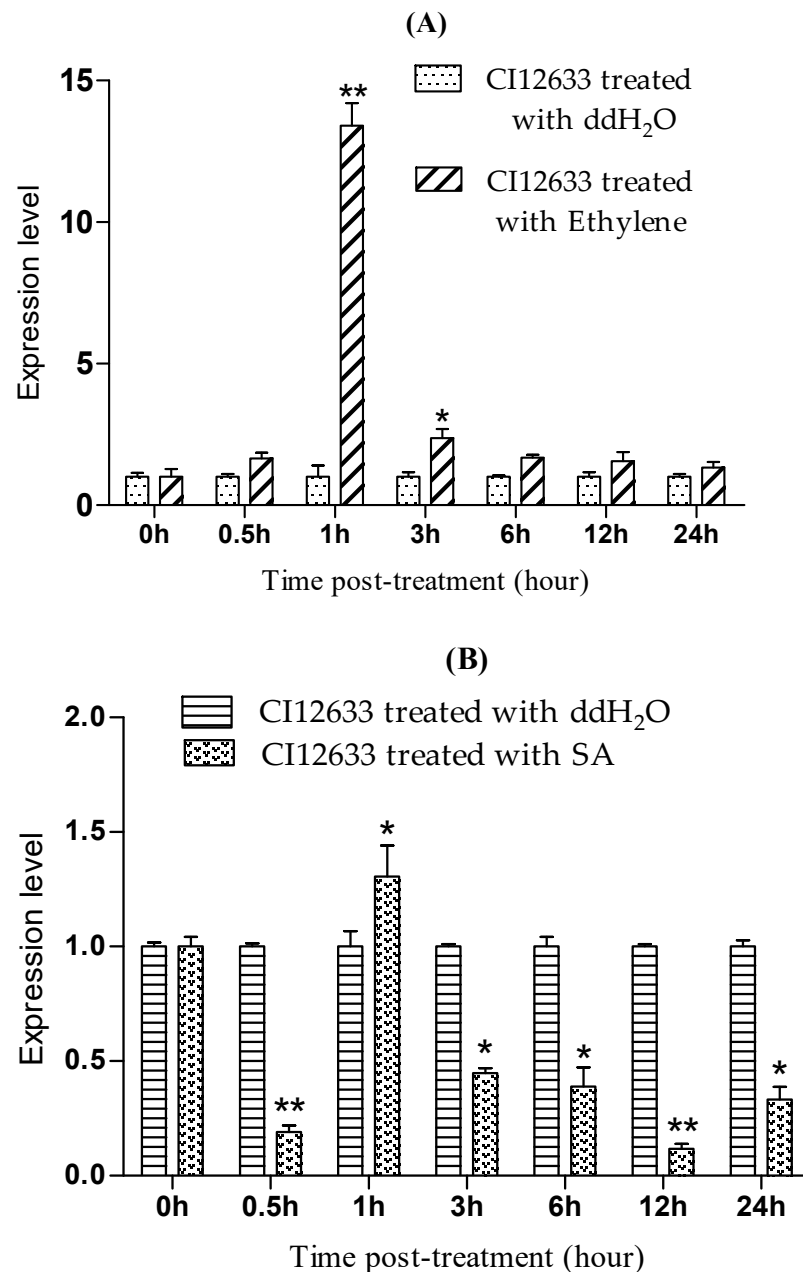 (A)
15
10
5
0
Expression level
CI12633 treated
with ddH₂O
CI12633 treated
with Ethylene
**
*
0h 0.5h 1h 3h 6h 12h 24h
Time post-treatment (hour)
(B)
CI12633 treated with ddH₂O
CI12633 treated with SA
2.0
1.5
1.0
0.5
0.0
Expression level
**
*
*
*
**
*
0h 0.5h 1h 3h 6h 12h 24h
Time post-treatment (hour)